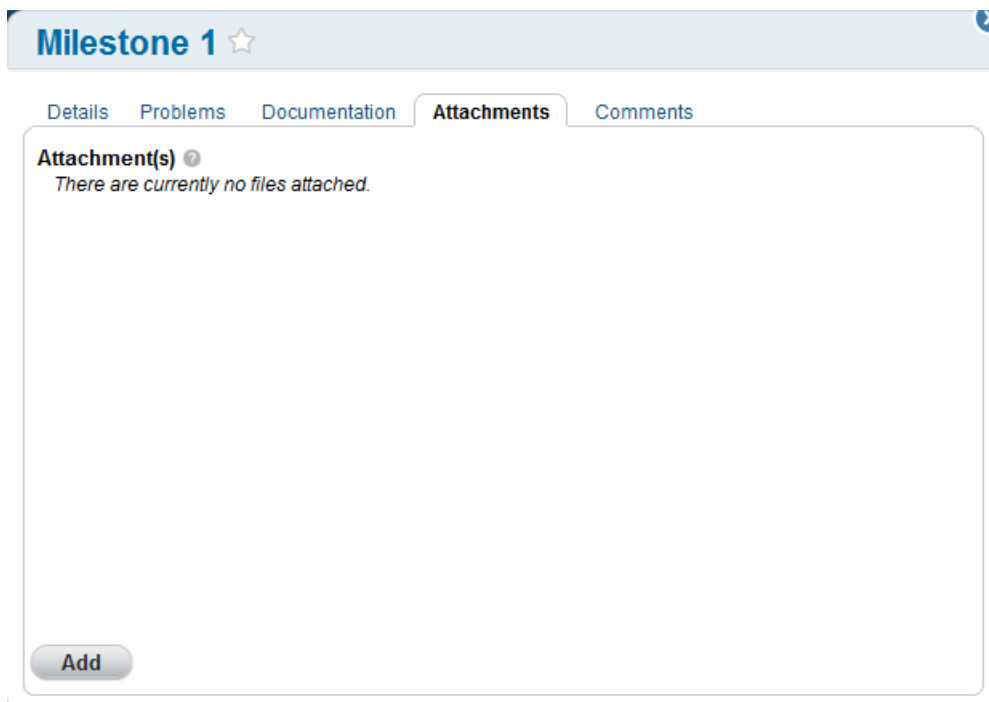 Milestone 1
Details Problems Documentation Attachments Comments
Attachment(s) ?
There are currently no files attached.
Add